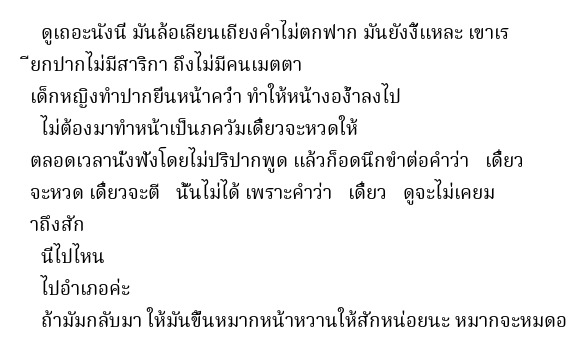 ดูเถอะนังนี่ มันล้อเลียนเถียงคำไม่ตกฟาก มันยังงี้แหละ เขาเร
ียกปากไม่มีสาริกา ถึงไม่มีคนเมตตา
เด็กหญิงทำปากยื่นหน้าคว่ำ ทำให้หน้างอง้ำลงไป
ไม่ต้องมาทำหน้าเป็นภควัมเดี๋ยวจะหวดให้
ตลอดเวลานั่งฟังโดยไม่ปริปากพูด แล้วก็อดนึกขำต่อคำว่า เดี๋ยว
จะหวด เดี๋ยวจะตี นั้นไม่ได้ เพราะคำว่า เดี๋ยว ดูจะไม่เคยม
าถึงสัก
นี่ไปไหน
ไปอำเภอค่ะ
ถ้ามัมกลับมา ให้มันขึ้นหมากหน้าหวานให้สักหน่อยนะ หมากจะหมดอ